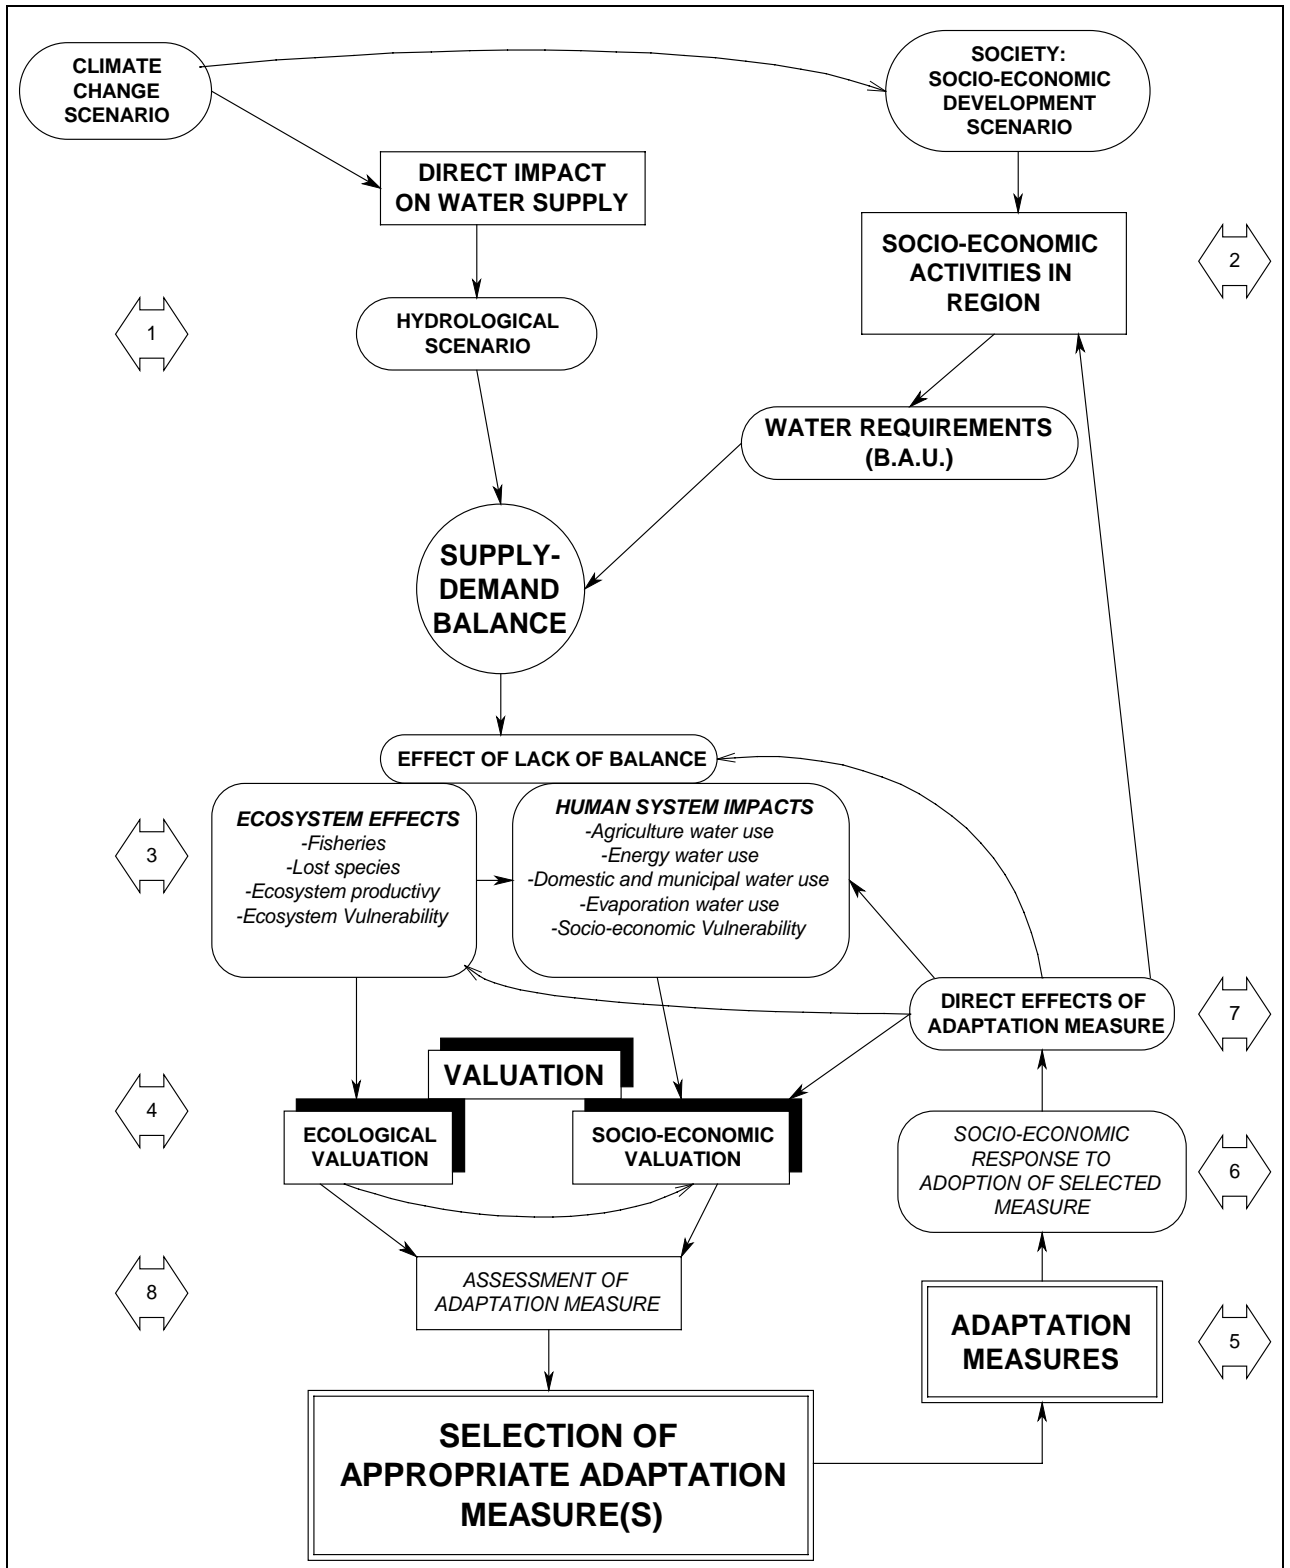 CLIMATE
CHANGE
SCENARIO
SOCIETY:
SOCIO-ECONOMIC
DEVELOPMENT
SCENARIO
DIRECT IMPACT
ON WATER SUPPLY
SOCIO-ECONOMIC
ACTIVITIES IN
REGION
2
1
HYDROLOGICAL
SCENARIO
WATER REQUIREMENTS
(B.A.U.)
SUPPLY-
DEMAND
BALANCE
EFFECT OF LACK OF BALANCE
3
ECOSYSTEM EFFECTS
-Fisheries
-Lost species
-Ecosystem productivy
-Ecosystem Vulnerability
HUMAN SYSTEM IMPACTS
-Agriculture water use
-Energy water use
-Domestic and municipal water use
-Evaporation water use
-Socio-economic Vulnerability
DIRECT EFFECTS OF
ADAPTATION MEASURE
7
VALUATION
4
ECOLOGICAL
VALUATION
SOCIO-ECONOMIC
VALUATION
SOCIO-ECONOMIC
RESPONSE TO
ADOPTION OF SELECTED
MEASURE
6
8
ASSESSMENT OF
ADAPTATION MEASURE
ADAPTATION
MEASURES
5
SELECTION OF
APPROPRIATE ADAPTATION
MEASURE(S)